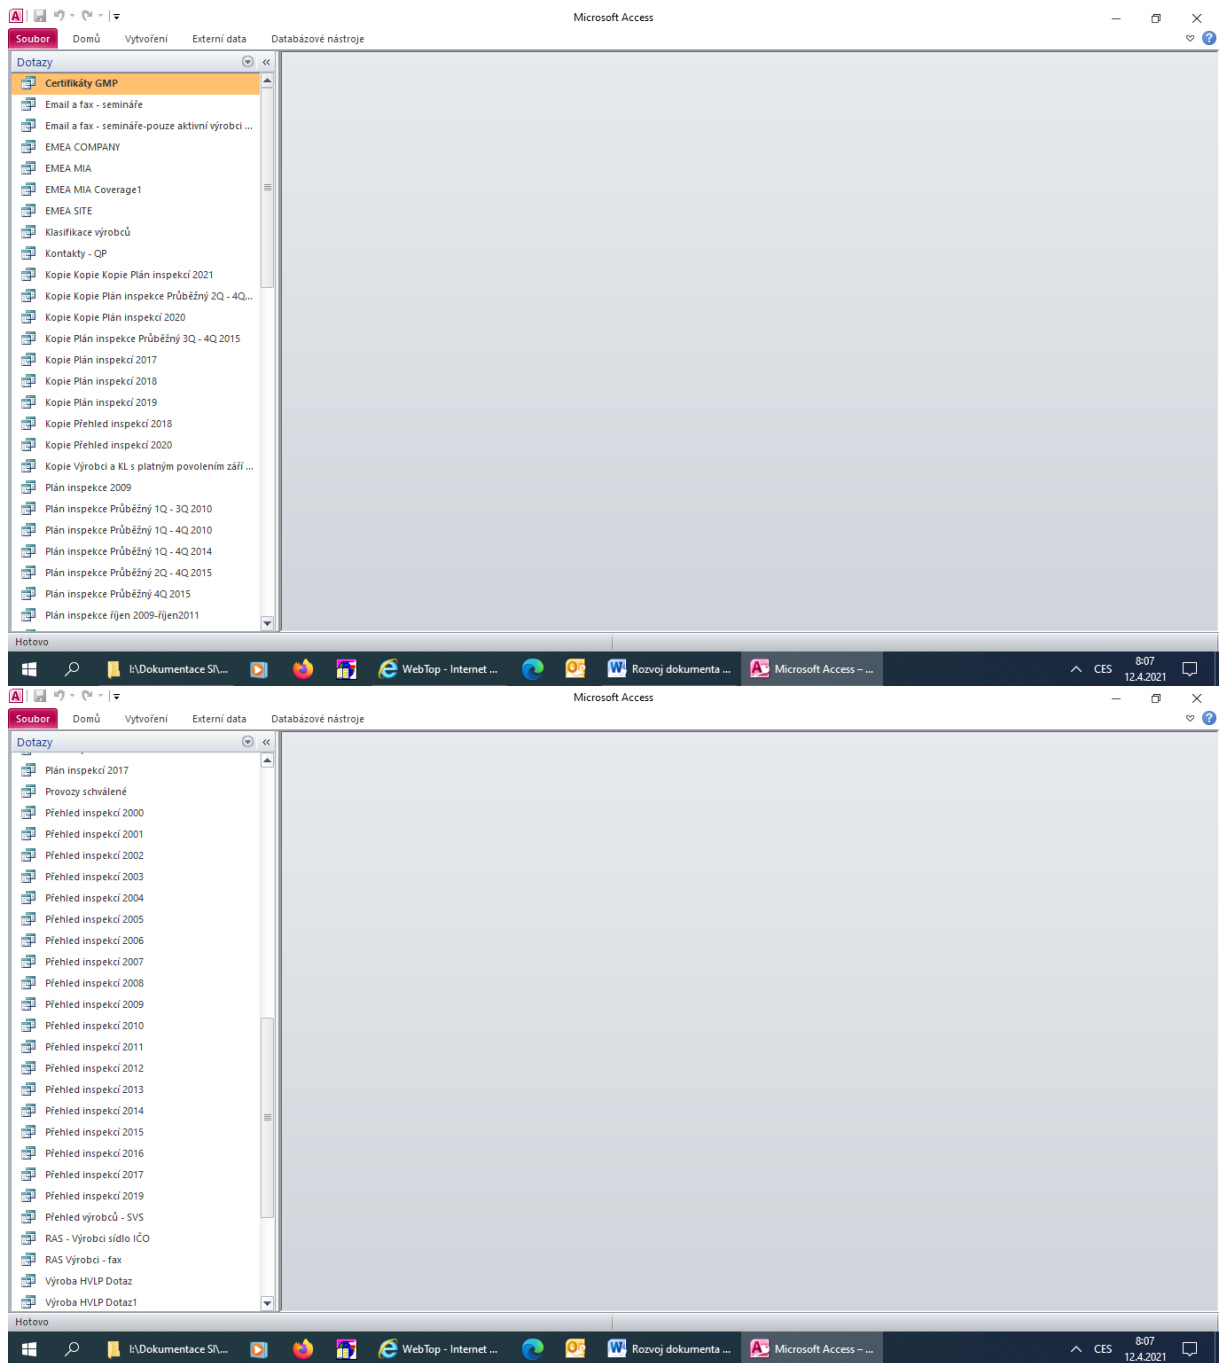 Microsoft Access
Soubor Domů Vytvoření Externí data Databázové nástroje
Dotazy
Certifikáty GMP
Email a fax - semináře
Email a fax - semináře-pouze aktivní výrobci ...
EMEA COMPANY
EMEA MIA
EMEA MIA Coverage1
EMEA SITE
Klasifikace výrobců
Kontakty - QP
Kopie Kopie Kopie Plán inspekcí 2021
Kopie Kopie Plán inspekce Průběžný 2Q - 4Q...
Kopie Kopie Plán inspekcí 2020
Kopie Plán inspekce Průběžný 3Q - 4Q 2015
Kopie Plán inspekcí 2017
Kopie Plán inspekcí 2018
Kopie Plán inspekcí 2019
Kopie Přehled inspekcí 2018
Kopie Přehled inspekcí 2020
Kopie Výrobci a KL s platným povolením září ...
Plán inspekce 2009
Plán inspekce Průběžný 1Q - 3Q 2010
Plán inspekce Průběžný 1Q - 4Q 2010
Plán inspekce Průběžný 1Q - 4Q 2014
Plán inspekce Průběžný 2Q - 4Q 2015
Plán inspekce Průběžný 4Q 2015
Plán inspekce říjen 2009-říjen2011
Hotovo
I:\Dokumentace SI\... WebTop - Internet ... Rozvoj dokumenta ... Microsoft Access – ... CES 8:07
12.4.2021
Microsoft Access
Soubor Domů Vytvoření Externí data Databázové nástroje
Dotazy
Plán inspekcí 2017
Provozy schválené
Přehled inspekcí 2000
Přehled inspekcí 2001
Přehled inspekcí 2002
Přehled inspekcí 2003
Přehled inspekcí 2004
Přehled inspekcí 2005
Přehled inspekcí 2006
Přehled inspekcí 2007
Přehled inspekcí 2008
Přehled inspekcí 2009
Přehled inspekcí 2010
Přehled inspekcí 2011
Přehled inspekcí 2012
Přehled inspekcí 2013
Přehled inspekcí 2014
Přehled inspekcí 2015
Přehled inspekcí 2016
Přehled inspekcí 2017
Přehled inspekcí 2019
Přehled výrobců - SVS
RAS - Výrobci sídlo IČO
RAS Výrobci - fax
Výroba HVLP Dotaz
Výroba HVLP Dotaz1
Hotovo
I:\Dokumentace SI\... WebTop - Internet ... Rozvoj dokumenta ... Microsoft Access – ... CES 8:07
12.4.2021